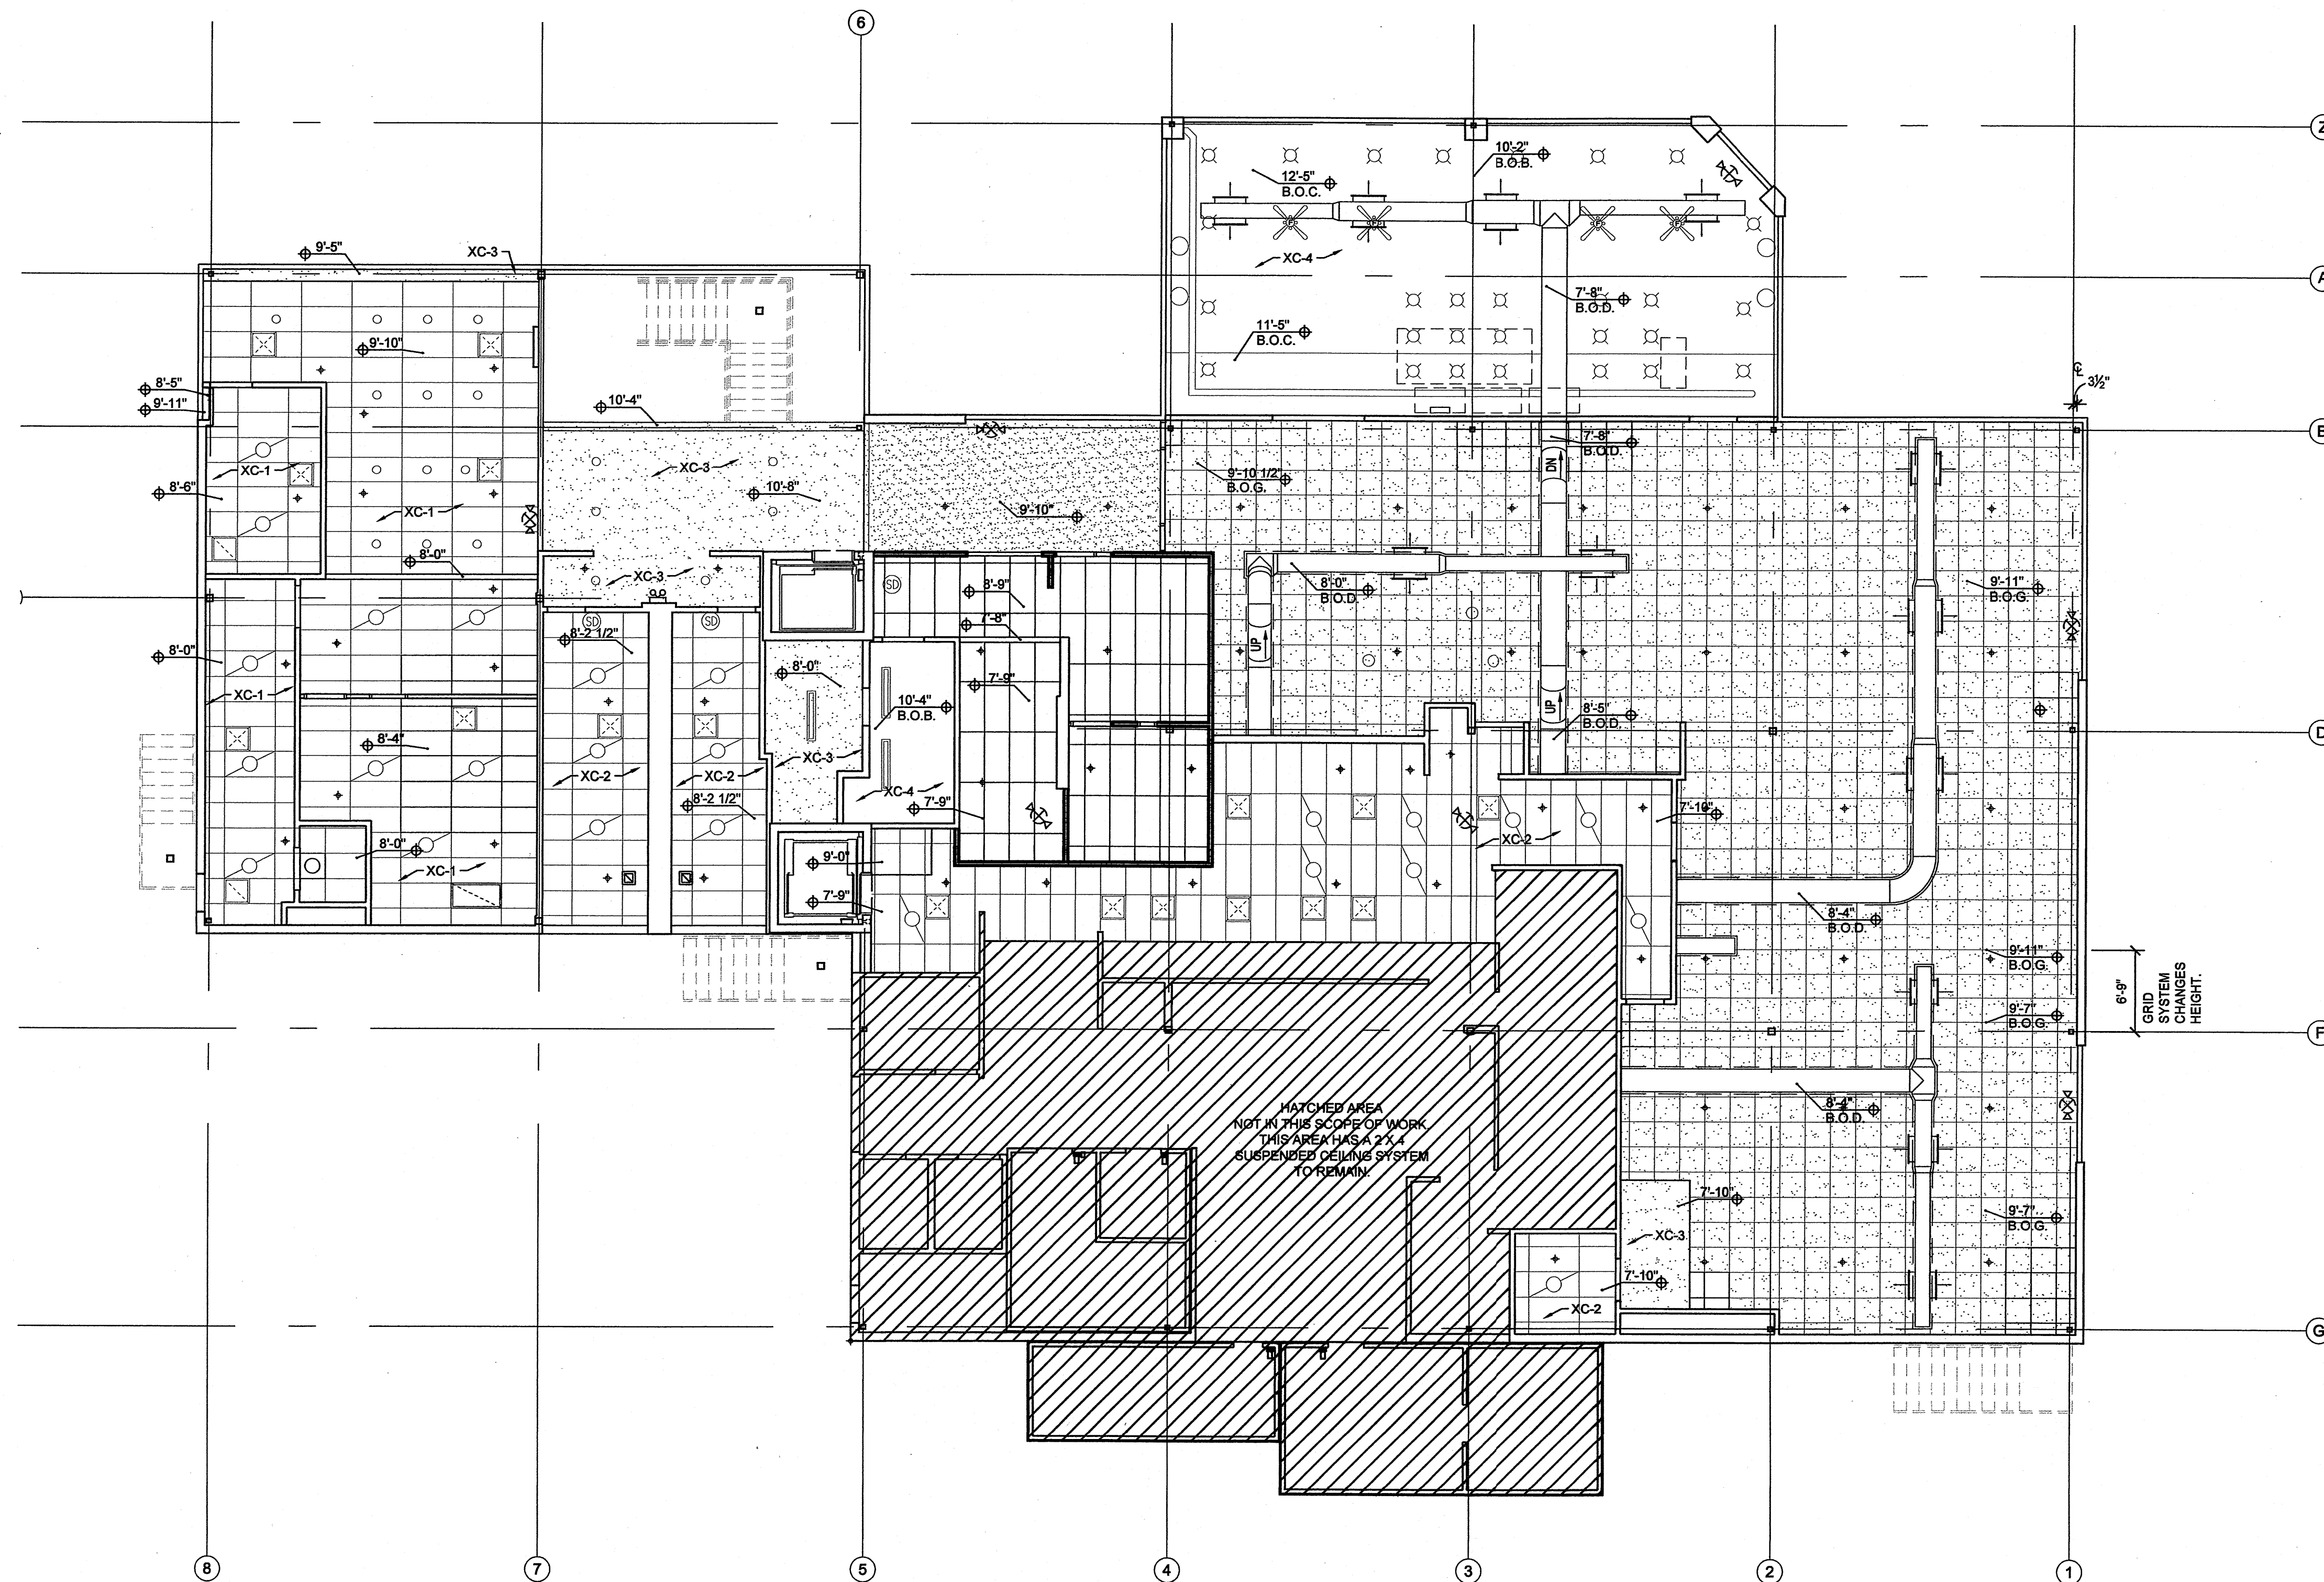 6
Z
10'-2"
B.O.B.
12'-5"
B.O.C.
9'-5"
XC-3
XC-4
A
7'-8"
B.O.D.
11'-5"
B.O.C.
9'-10"
8'-5"
9'-11"
10'-4"
℄
3½"
7'-8"
B.O.D.
DN
XC-1
XC-3
9'-10 1/2"
B.O.G.
8'-6"
10'-8"
XC-1
9'-10"
8'-0"
XC-3
SD
8'-9"
8'-0"
B.O.D.
9'-11"
B.O.G.
SD
SD
7'-8"
8'-2 1/2"
UP
8'-0"
8'-0"
7'-9"
XC-1
10'-4"
B.O.B.
UP
8'-5"
B.O.D.
D
8'-4"
XC-3
XC-2
XC-2
XC-4
8'-2 1/2"
7'-9"
7'-10"
XC-2
8'-0"
9'-0"
XC-1
7'-9"
8'-4"
B.O.D.
9'-11"
B.O.G.
6'-9"
GRID
SYSTEM
CHANGES
HEIGHT.
9'-7"
B.O.G.
F
HATCHED AREA
NOT IN THIS SCOPE OF WORK.
THIS AREA HAS A 2 X 4
SUSPENDED CEILING SYSTEM
TO REMAIN.
8'-4"
B.O.D.
7'-10"
9'-7"
B.O.G.
XC-3
7'-10"
XC-2
G
8
7
5
4
3
2
1